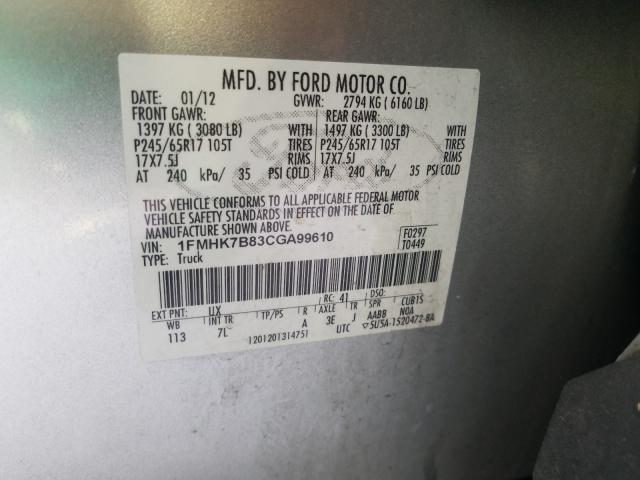 MFD. BY FORD MOTOR CO.
DATE: 01/12 GVWR: 2794 KG ( 6160 LB)
FRONT GAWR: REAR GAWR:
1397 KG ( 3080 LB) WITH 1497 KG ( 3300 LB) WITH
P245/65R17 105T TIRES P245/65R17 105T TIRES
17X7.5J RIMS 17X7.5J RIMS
AT 240 kPa/ 35 PSI COLD AT 240 kPa/ 35 PSI COLD
THIS VEHICLE CONFORMS TO ALL APPLICABLE FEDERAL MOTOR
VEHICLE SAFETY STANDARDS IN EFFECT ON THE DATE OF
MANUFACTURE SHOWN ABOVE.
VIN: 1FMHK7B83CGA99610 F0297
TYPE: Truck T0449
RC: 41 DSO:
EXT PNT: UX
WB INT TR TP/PS R AXLE TR SPR CUB1S
113 7L A 3E J AABB NOA
1201201314751 UTC ▽5U5A-1520472-BA